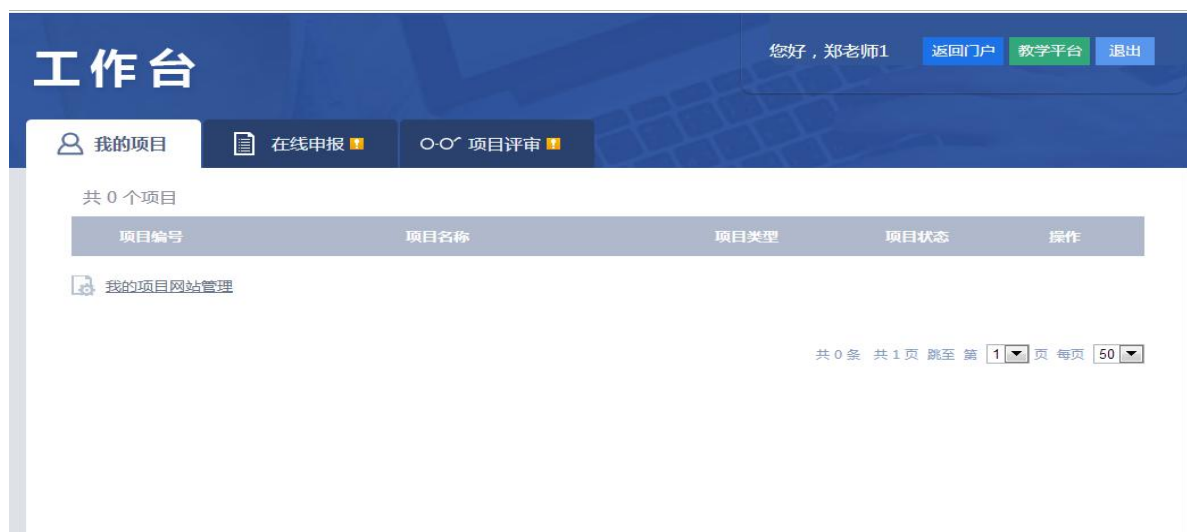 工作台
您好，郑老师1 返回门户 教学平台 退出
我的项目 在线申报 项目评审
共 0 个项目
项目编号 项目名称 项目类型 项目状态 操作
我的项目网站管理
共 0 条 共 1 页 跳至 第 1 页 每页 50